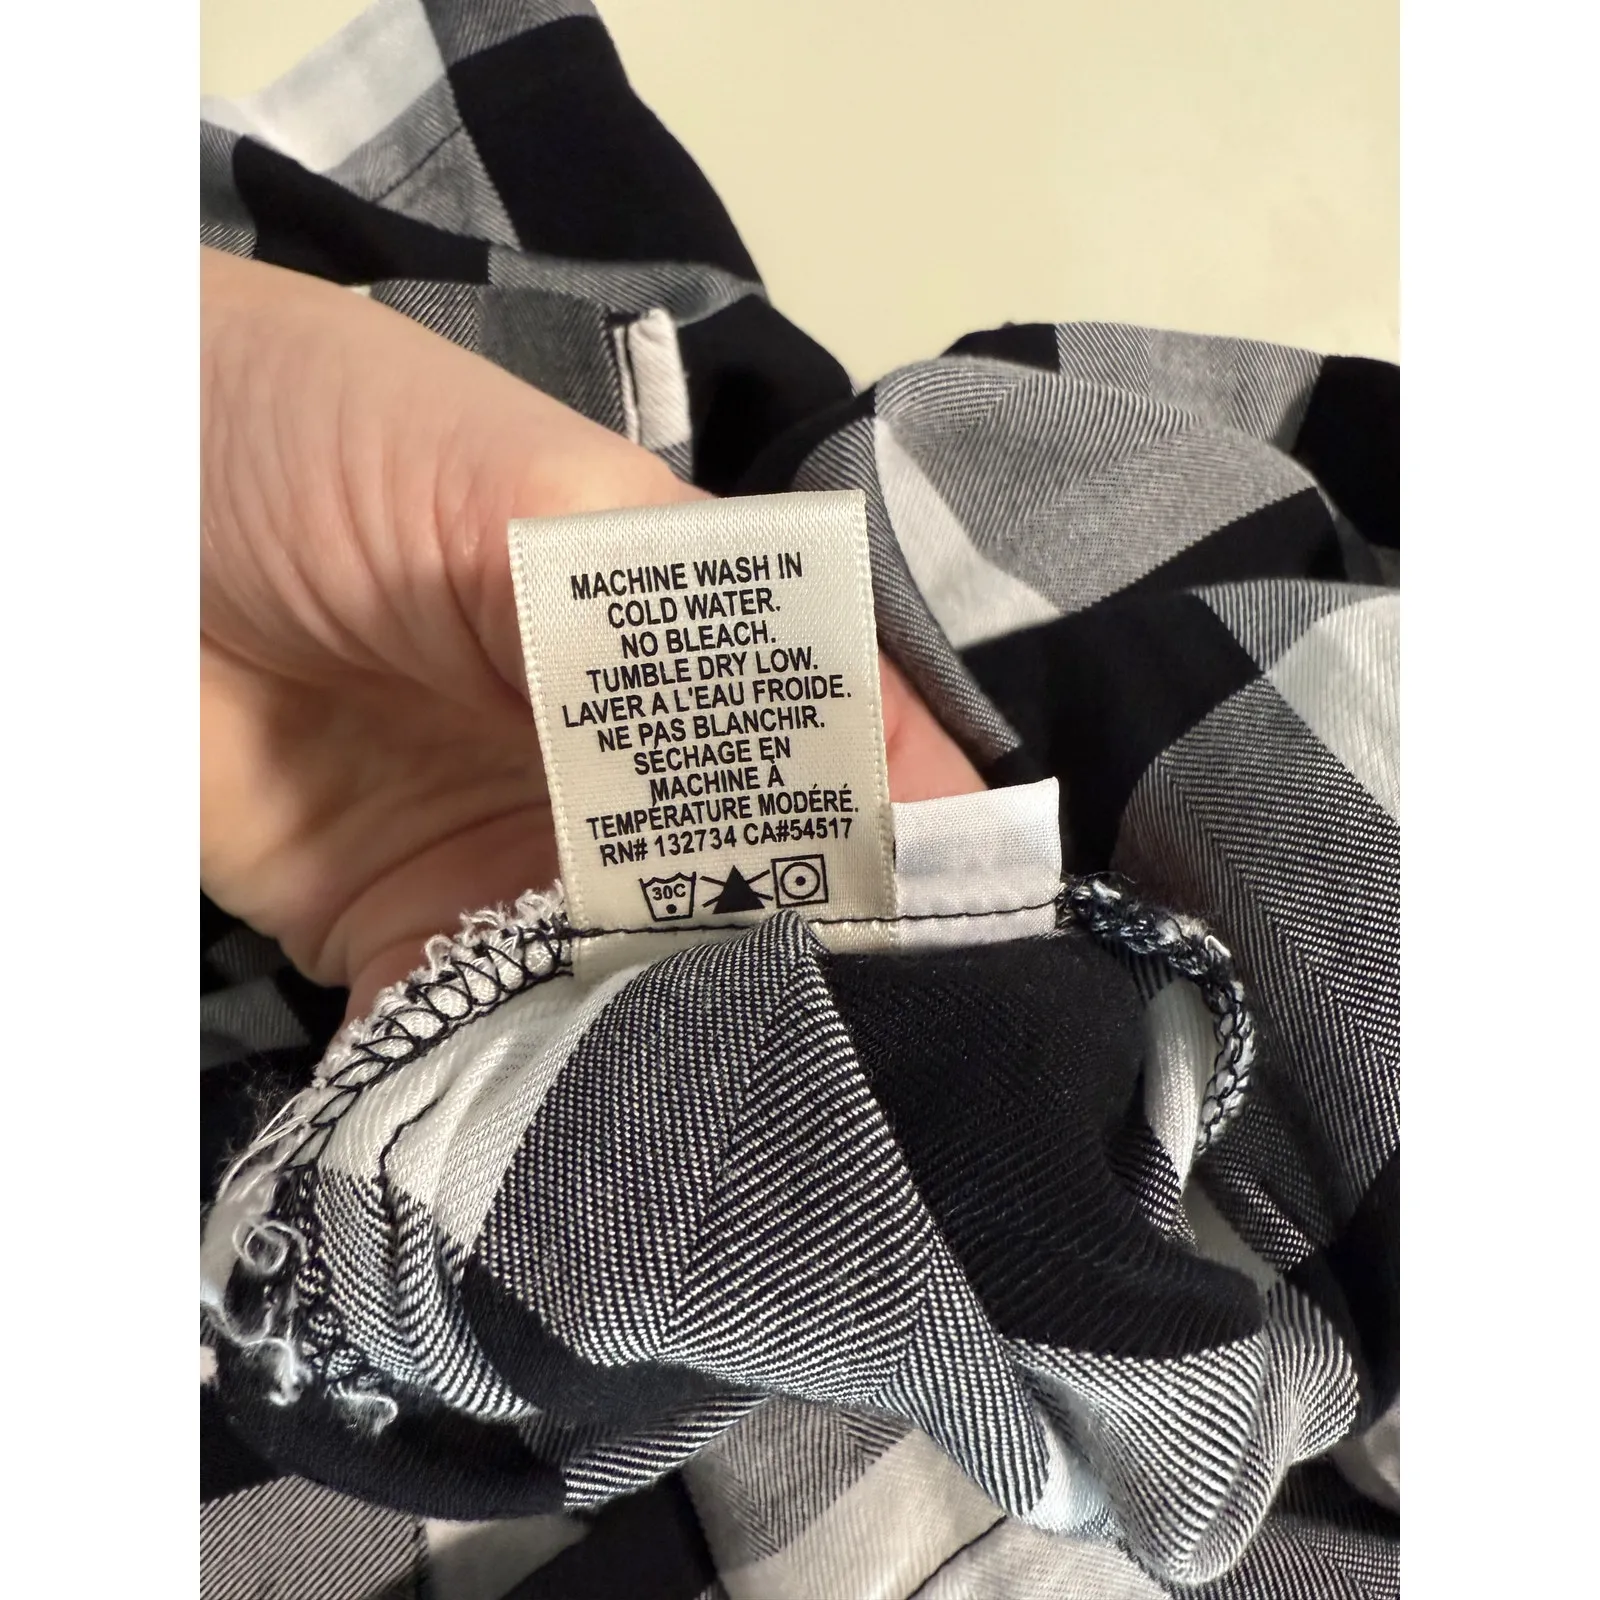 MACHINE WASH IN
COLD WATER.
NO BLEACH.
TUMBLE DRY LOW.
LAVER A L'EAU FROIDE.
NE PAS BLANCHIR.
SÉCHAGE EN
MACHINE À
TEMPÉRATURE MODÉRÉ.
RN# 132734 CA#54517
30C